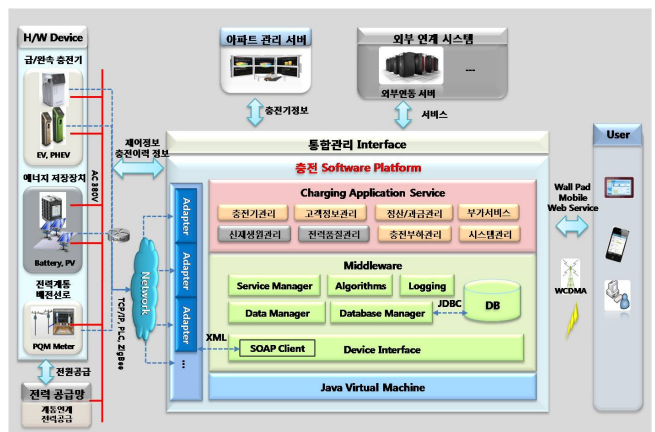 H/W Device
급/완속 충전기
EV, PHEV
에너지 저장장치
Battery, PV
전력계통
배전선로
PQM Meter
전원공급
전력 공급망
계통연계
전력공급
AC 380V
아파트 관리 서버
충전기정보
외부 연계 시스템
외부연동 서버
...
서비스
제어정보
충전이력 정보
Network
TCP/IP, PLC, ZigBee
통합관리 Interface
충전 Software Platform
Adapter
Adapter
Adapter
...
XML
Charging Application Service
충전기관리
고객정보관리
정산/과금관리
부가서비스
신재생원관리
전력품질관리
충전부하관리
시스템관리
Middleware
Service Manager
Algorithms
Logging
Data Manager
Database Manager
JDBC
DB
SOAP Client
Device Interface
Java Virtual Machine
Wall Pad
Mobile
Web Service
WCDMA
User